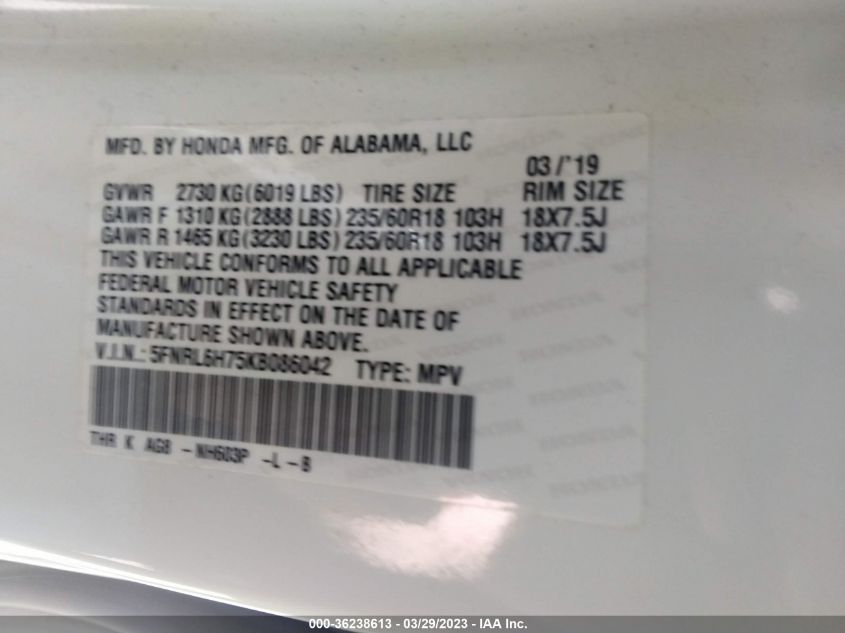 MFD. BY HONDA MFG. OF ALABAMA, LLC
03/'19
GVWR 2730 KG(6019 LBS) TIRE SIZE RIM SIZE
GAWR F 1310 KG(2888 LBS) 235/60R18 103H 18X7.5J
GAWR R 1465 KG(3230 LBS) 235/60R18 103H 18X7.5J
THIS VEHICLE CONFORMS TO ALL APPLICABLE
FEDERAL MOTOR VEHICLE SAFETY
STANDARDS IN EFFECT ON THE DATE OF
MANUFACTURE SHOWN ABOVE.
V.I.N.: 5FNRL6H75KB086042 TYPE: MPV
THR K AG8 -NH603P -L-B
000-36238613 - 03/29/2023 - IAA Inc.